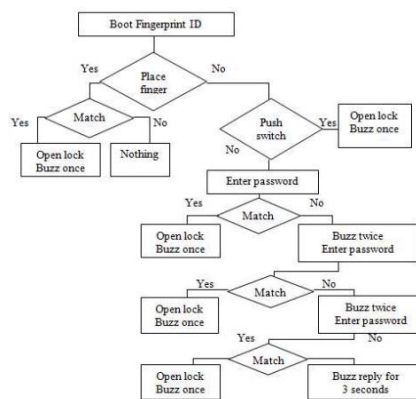 Boot Fingerprint ID
Yes
Place
finger
No
Yes
Match
No
Push
switch
Yes
Open lock
Buzz once
Open lock
Buzz once
Nothing
No
Enter password
Yes
Match
No
Open lock
Buzz once
Buzz twice
Enter password
Yes
Match
No
Open lock
Buzz once
Buzz twice
Enter password
Yes
Match
No
Open lock
Buzz once
Buzz reply for
3 seconds